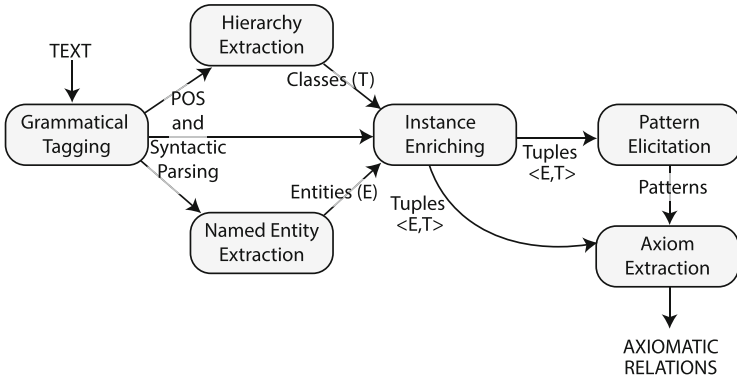 Hierarchy
Extraction
TEXT
Classes (T)
POS
and
Syntactic
Parsing
Grammatical
Tagging
Instance
Enriching
Pattern
Elicitation
Tuples
<E,T>
Entities (E)
Tuples
<E,T>
Patterns
Named Entity
Extraction
Axiom
Extraction
AXIOMATIC
RELATIONS